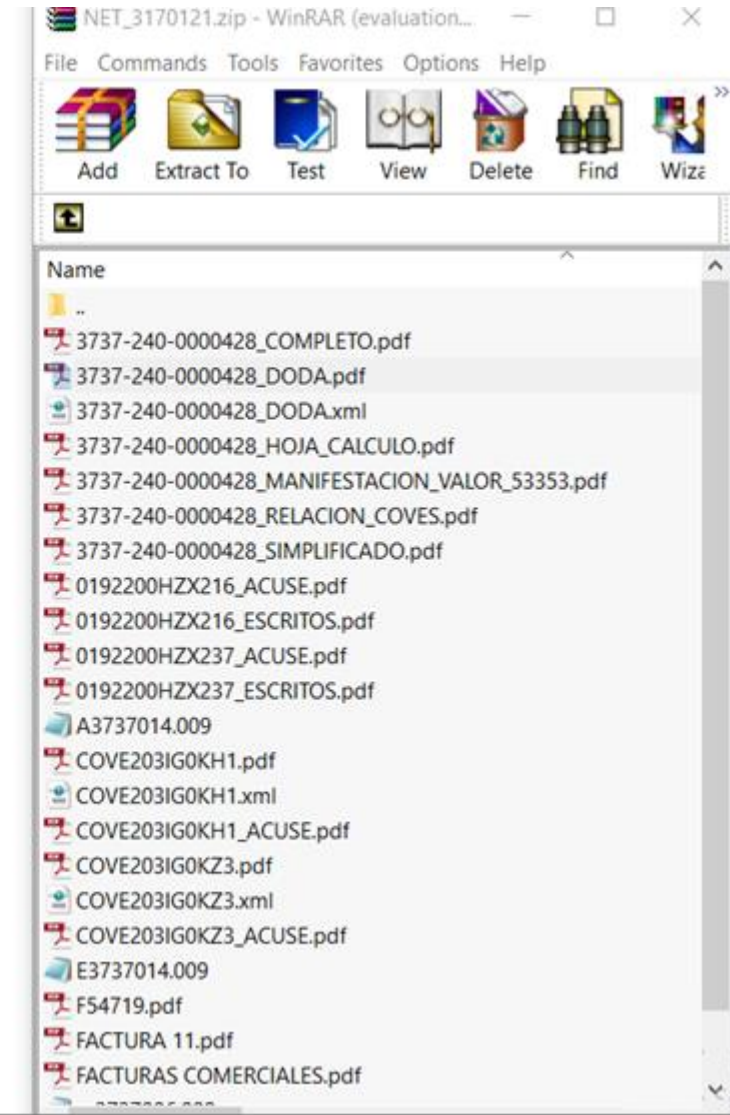 NET_3170121.zip - WinRAR (evaluation...
File Commands Tools Favorites Options Help
Add Extract To Test View Delete Find Wiza
Name
..
3737-240-0000428_COMPLETO.pdf
3737-240-0000428_DODA.pdf
3737-240-0000428_DODA.xml
3737-240-0000428_HOJA_CALCULO.pdf
3737-240-0000428_MANIFESTACION_VALOR_53353.pdf
3737-240-0000428_RELACION_COVES.pdf
3737-240-0000428_SIMPLIFICADO.pdf
0192200HZX216_ACUSE.pdf
0192200HZX216_ESCRITOS.pdf
0192200HZX237_ACUSE.pdf
0192200HZX237_ESCRITOS.pdf
A3737014.009
COVE203IG0KH1.pdf
COVE203IG0KH1.xml
COVE203IG0KH1_ACUSE.pdf
COVE203IG0KZ3.pdf
COVE203IG0KZ3.xml
COVE203IG0KZ3_ACUSE.pdf
E3737014.009
F54719.pdf
FACTURA 11.pdf
FACTURAS COMERCIALES.pdf